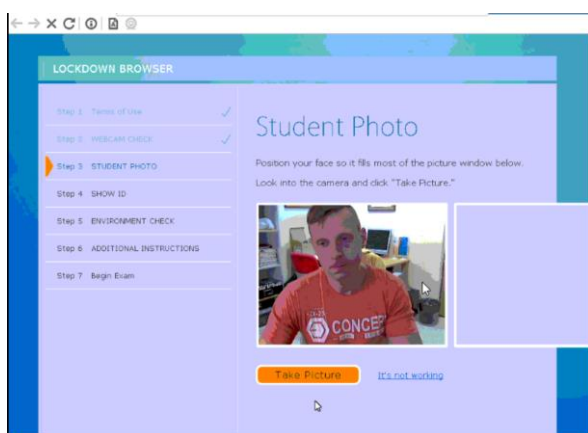 LOCKDOWN BROWSER
Step 1 Terms of Use
Step 2 WEBCAM CHECK
Step 3 STUDENT PHOTO
Step 4 SHOW ID
Step 5 ENVIRONMENT CHECK
Step 6 ADDITIONAL INSTRUCTIONS
Step 7 Begin Exam
Student Photo
Position your face so it fills most of the picture window below.
Look into the camera and click "Take Picture."
CONCEP
Take Picture
It's not working